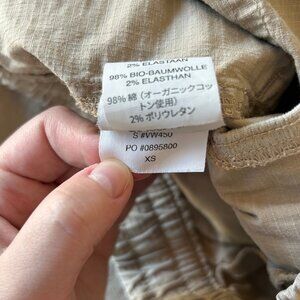 2% ELASTAAN
98% BIO-BAUMWOLLE
2% ELASTHAN
98% 綿（オーガニックコッ
トン使用）
2% ポリウレタン
S #VW450
PO #0895800
XS